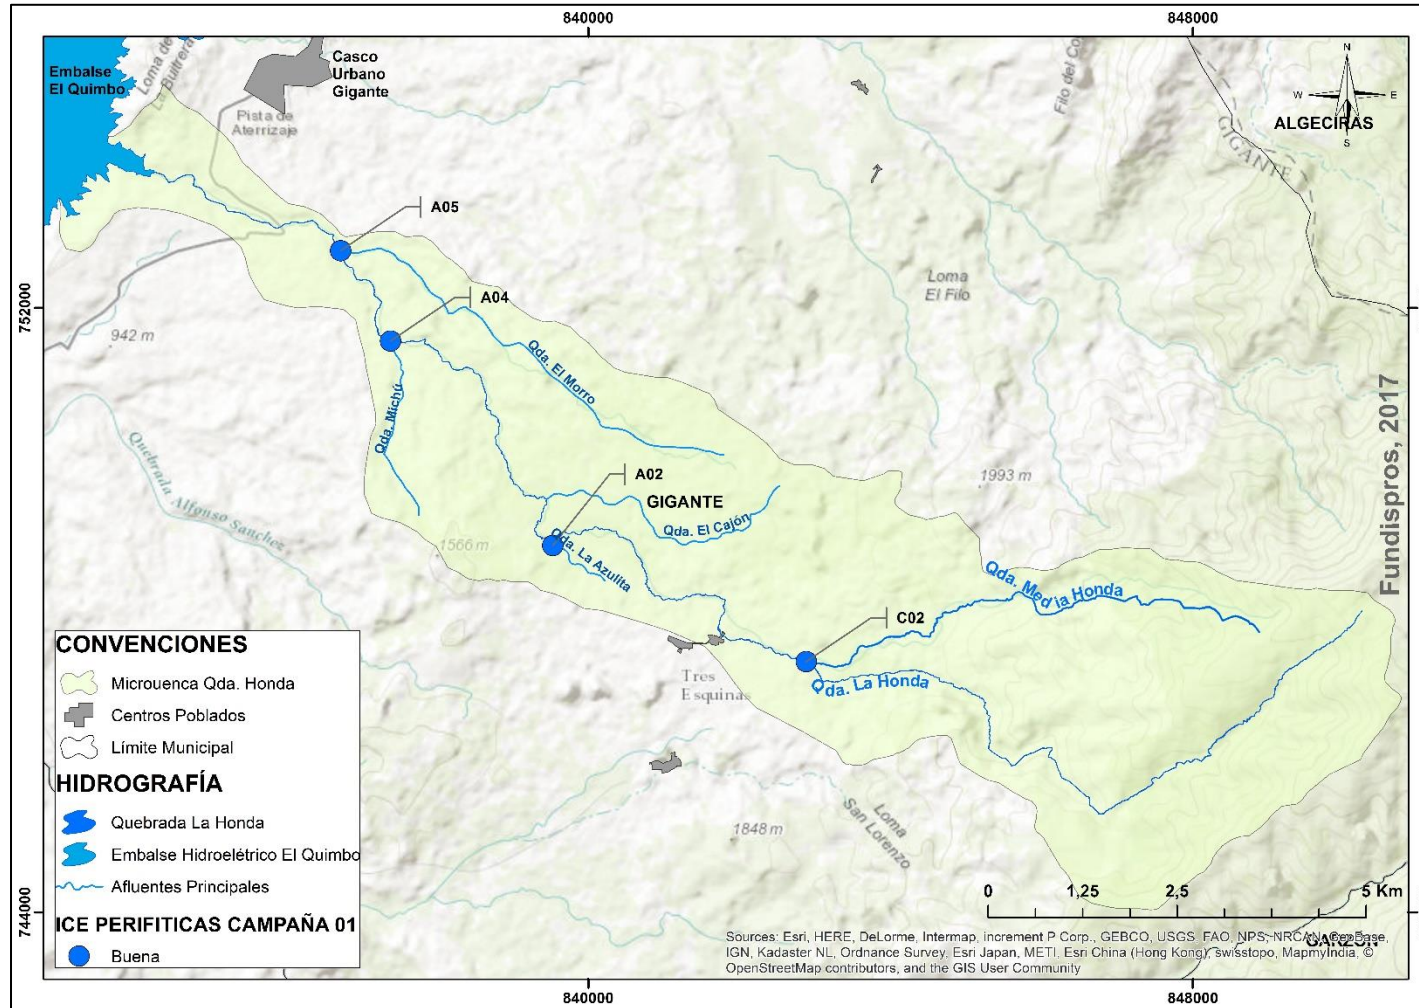 840000
848000
Embalse
El Quimbo
Loma de
La Buitrera
Casco
Urbano
Gigante
Pista de
Aterrizaje
Filo del Co
N
W
E
S
ALGECIRAS
GIGANTE
A05
A04
Loma
El Filo
752000
942 m
Qda. El Morro
Qda. Michú
Quebrada Alfonso Sanchez
A02
GIGANTE
1993 m
Qda. El Cajón
1566 m
Qda. La Azulita
Qda. Media Honda
C02
Qda. La Honda
Tres
Esquinas
Loma
San Lorenzo
1848 m
Fundispros, 2017
CONVENCIONES
Microuenca Qda. Honda
Centros Poblados
Límite Municipal
HIDROGRAFÍA
Quebrada La Honda
Embalse Hidroelétrico El Quimbo
Afluentes Principales
ICE PERIFITICAS CAMPAÑA 01
Buena
0 1,25 2,5 5 Km
744000
GARZÓN
Sources: Esri, HERE, DeLorme, Intermap, increment P Corp., GEBCO, USGS, FAO, NPS, NRCAN, GeoBase,
IGN, Kadaster NL, Ordnance Survey, Esri Japan, METI, Esri China (Hong Kong), swisstopo, MapmyIndia, ©
OpenStreetMap contributors, and the GIS User Community
840000
848000